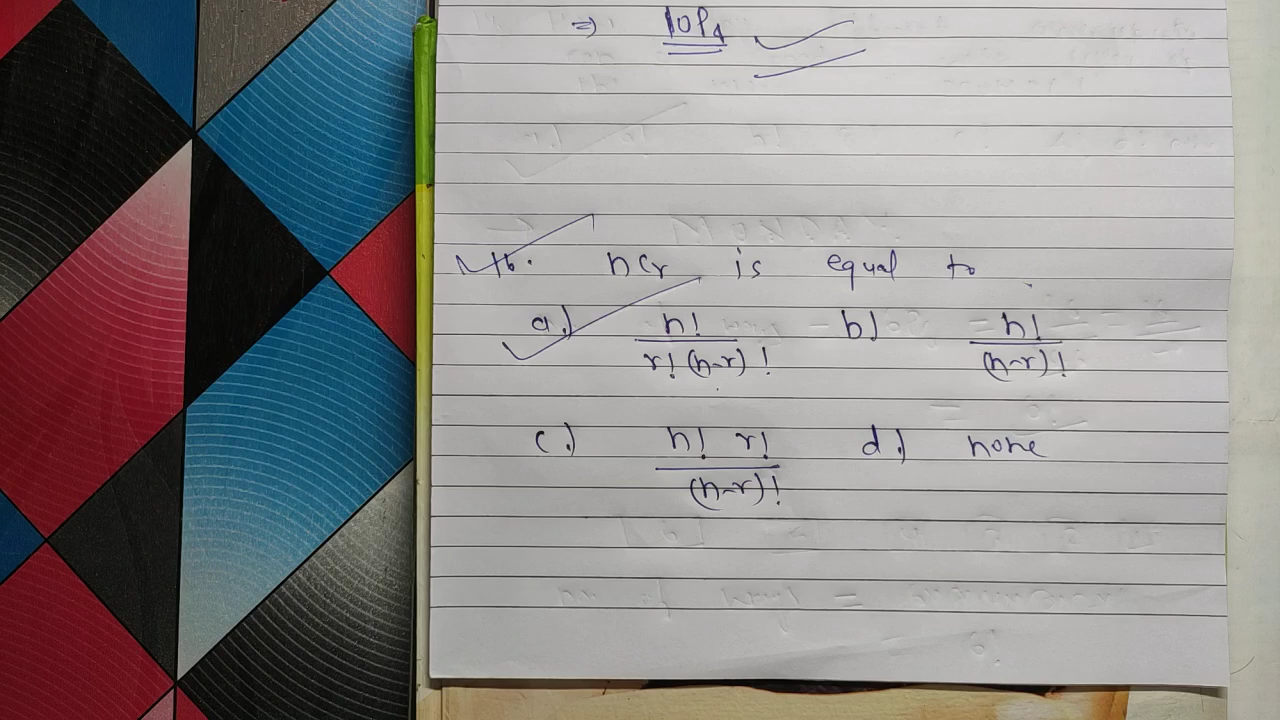 ⇒ 10P4
16. nCr is equal to
a.) n! / r!(n-r)! b.) n! / (n-r)!
c.) n! r! / (n-r)! d.) none